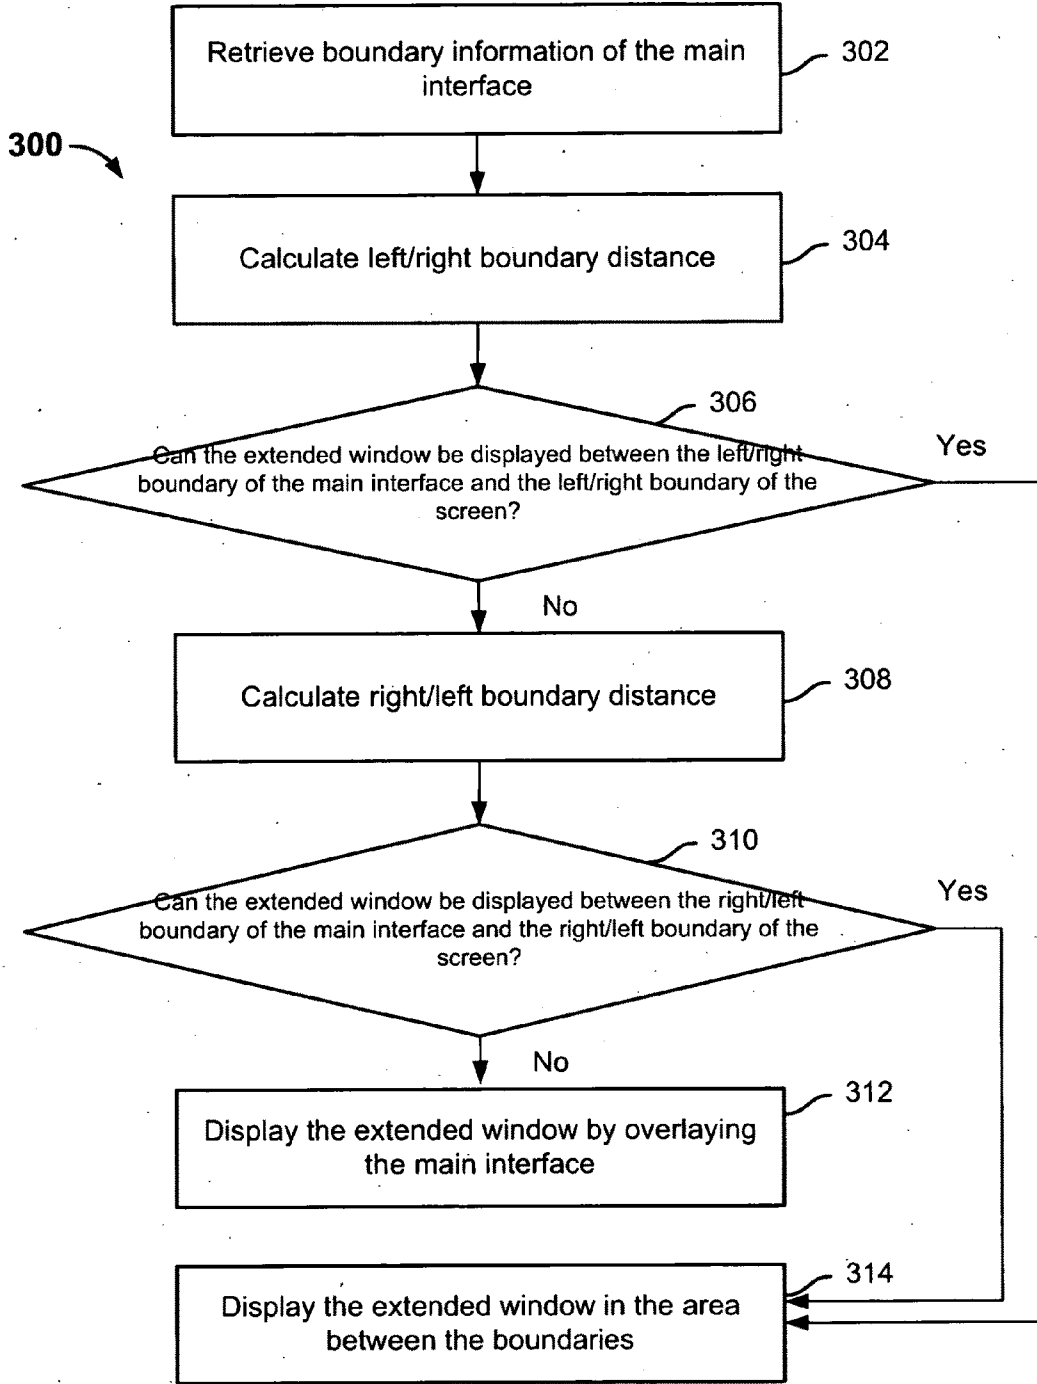 Retrieve boundary information of the main
interface
302
300
Calculate left/right boundary distance
304
306
Can the extended window be displayed between the left/right
boundary of the main interface and the left/right boundary of the
screen?
Yes
No
Calculate right/left boundary distance
308
310
Can the extended window be displayed between the right/left
boundary of the main interface and the right/left boundary of the
screen?
Yes
No
312
Display the extended window by overlaying
the main interface
314
Display the extended window in the area
between the boundaries